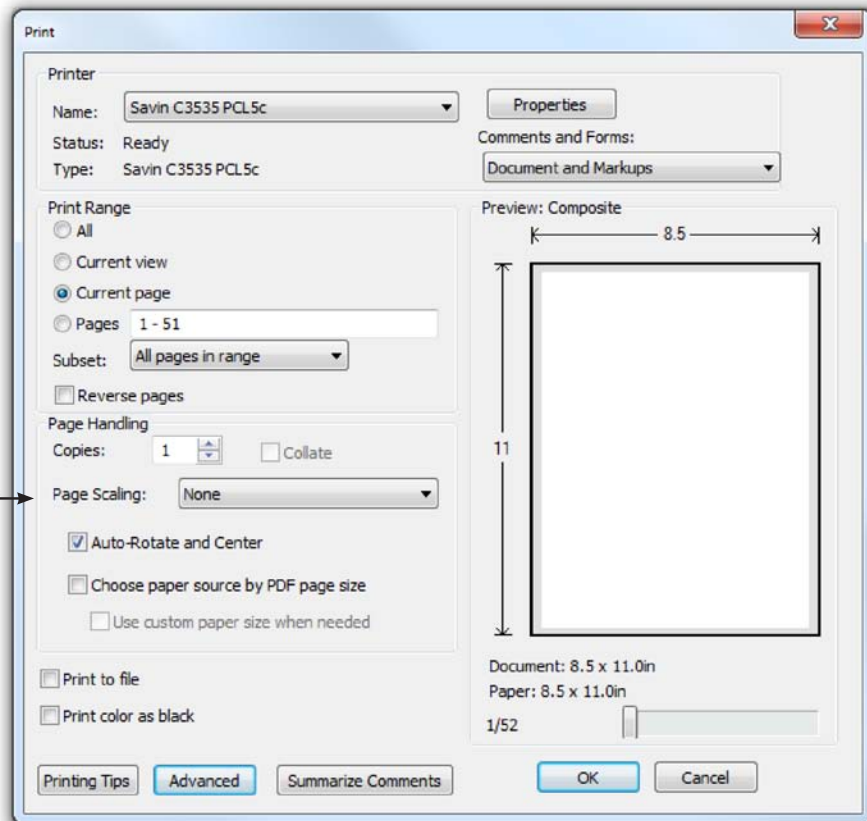 Print
Printer
Name: Savin C3535 PCL5c
Properties
Status: Ready
Comments and Forms:
Type: Savin C3535 PCL5c
Document and Markups
Print Range
All
Current view
Current page
Pages 1 - 51
Subset: All pages in range
Reverse pages
Page Handling
Copies: 1 Collate
Page Scaling: None
Auto-Rotate and Center
Choose paper source by PDF page size
Use custom paper size when needed
Print to file
Print color as black
Preview: Composite
8.5
11
Document: 8.5 x 11.0in
Paper: 8.5 x 11.0in
1/52
Printing Tips
Advanced
Summarize Comments
OK
Cancel